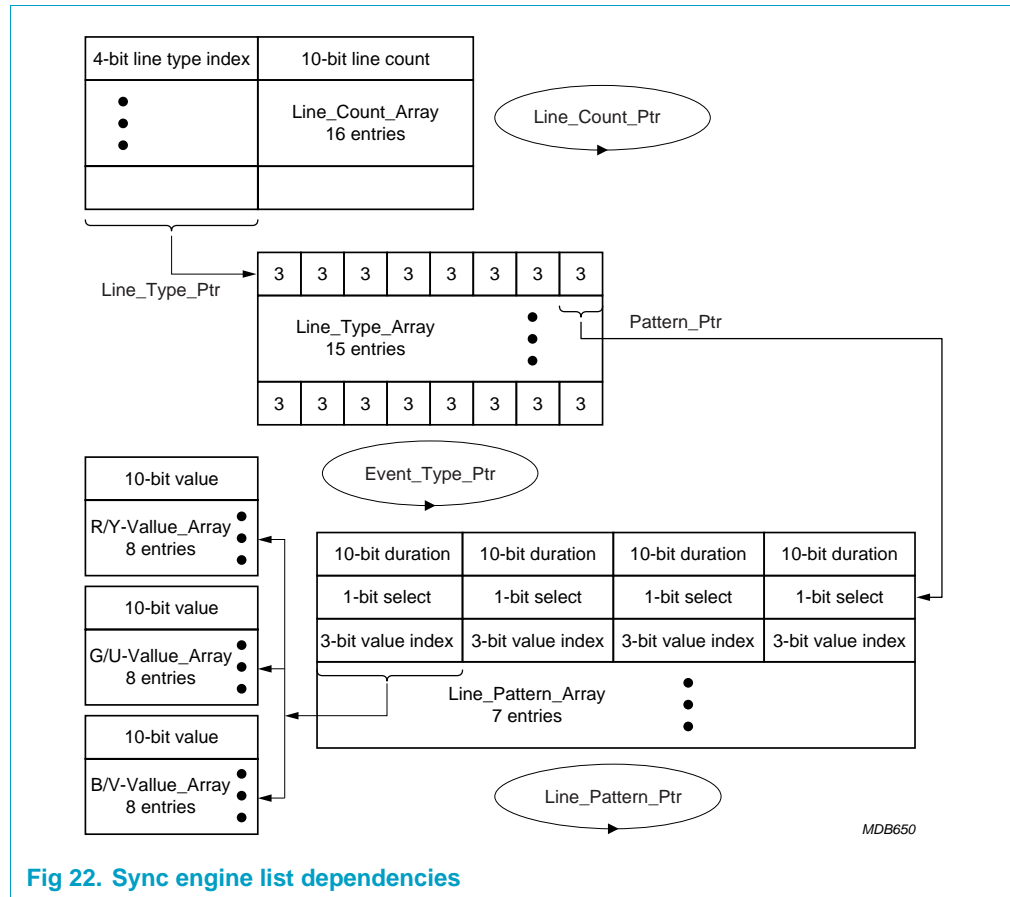 4-bit line type index 10-bit line count
Line_Count_Array
16 entries
Line_Count_Ptr
Line_Type_Ptr
3 3 3 3 3 3 3 3
Line_Type_Array
15 entries
Pattern_Ptr
3 3 3 3 3 3 3 3
Event_Type_Ptr
10-bit value
R/Y-Vallue_Array
8 entries
10-bit value
G/U-Vallue_Array
8 entries
10-bit value
B/V-Vallue_Array
8 entries
10-bit duration 10-bit duration 10-bit duration 10-bit duration
1-bit select 1-bit select 1-bit select 1-bit select
3-bit value index 3-bit value index 3-bit value index 3-bit value index
Line_Pattern_Array
7 entries
Line_Pattern_Ptr
MDB650
Fig 22. Sync engine list dependencies